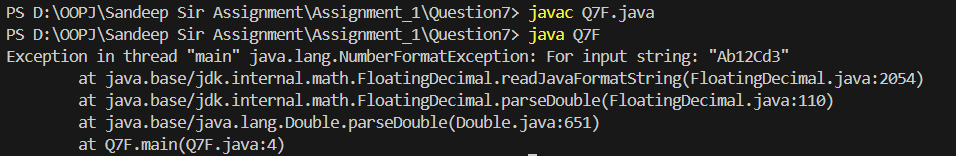 PS D:\OOPJ\Sandeep Sir Assignment\Assignment_1\Question7> javac Q7F.java
PS D:\OOPJ\Sandeep Sir Assignment\Assignment_1\Question7> java Q7F
Exception in thread "main" java.lang.NumberFormatException: For input string: "Ab12Cd3"
        at java.base/jdk.internal.math.FloatingDecimal.readJavaFormatString(FloatingDecimal.java:2054)
        at java.base/jdk.internal.math.FloatingDecimal.parseDouble(FloatingDecimal.java:110)
        at java.base/java.lang.Double.parseDouble(Double.java:651)
        at Q7F.main(Q7F.java:4)